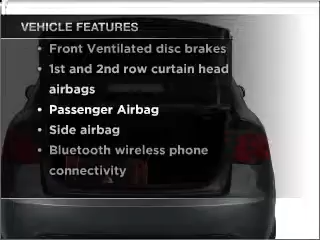 VEHICLE FEATURES
• Front Ventilated disc brakes
• 1st and 2nd row curtain head
airbags
• Passenger Airbag
• Side airbag
• Bluetooth wireless phone
connectivity